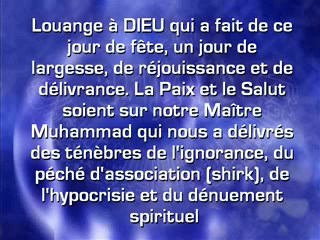 Louange à DIEU qui a fait de ce
jour de fête, un jour de
largesse, de réjouissance et de
délivrance. La Paix et le Salut
soient sur notre Maître
Muhammad qui nous a délivrés
des ténèbres de l'ignorance, du
péché d'association (shirk), de
l'hypocrisie et du dénuement
spirituel